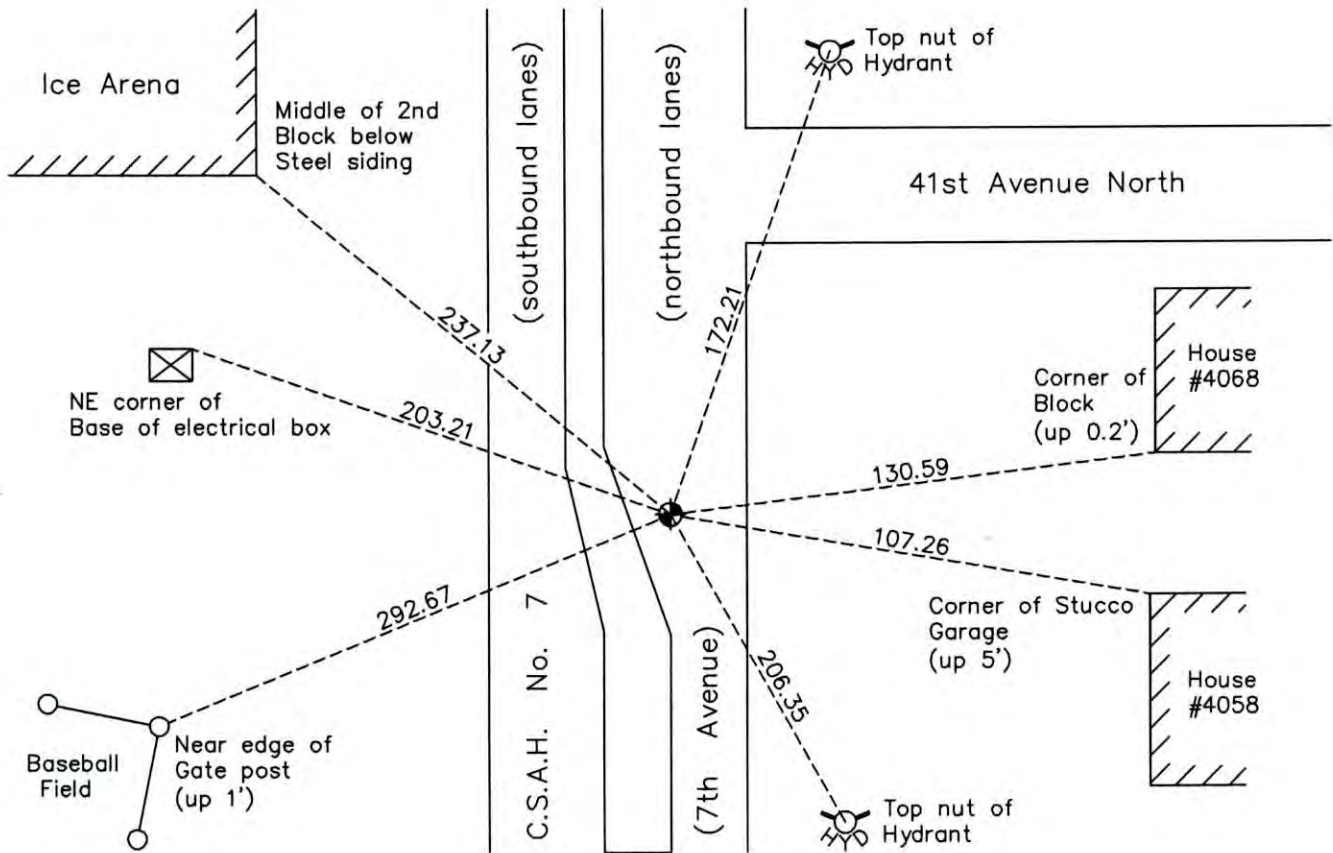 Ice Arena
Middle of 2nd
Block below
Steel siding
(southbound lanes)
(northbound lanes)
Top nut of
Hydrant
HYD
41st Avenue North
237.13
172.21
NE corner of
Base of electrical box
203.21
Corner of
Block
(up 0.2')
House
#4068
130.59
107.26
292.67
C.S.A.H. No. 7
(7th Avenue)
206.35
Corner of Stucco
Garage
(up 5')
House
#4058
Baseball
Field
Near edge of
Gate post
(up 1')
HYD
Top nut of
Hydrant